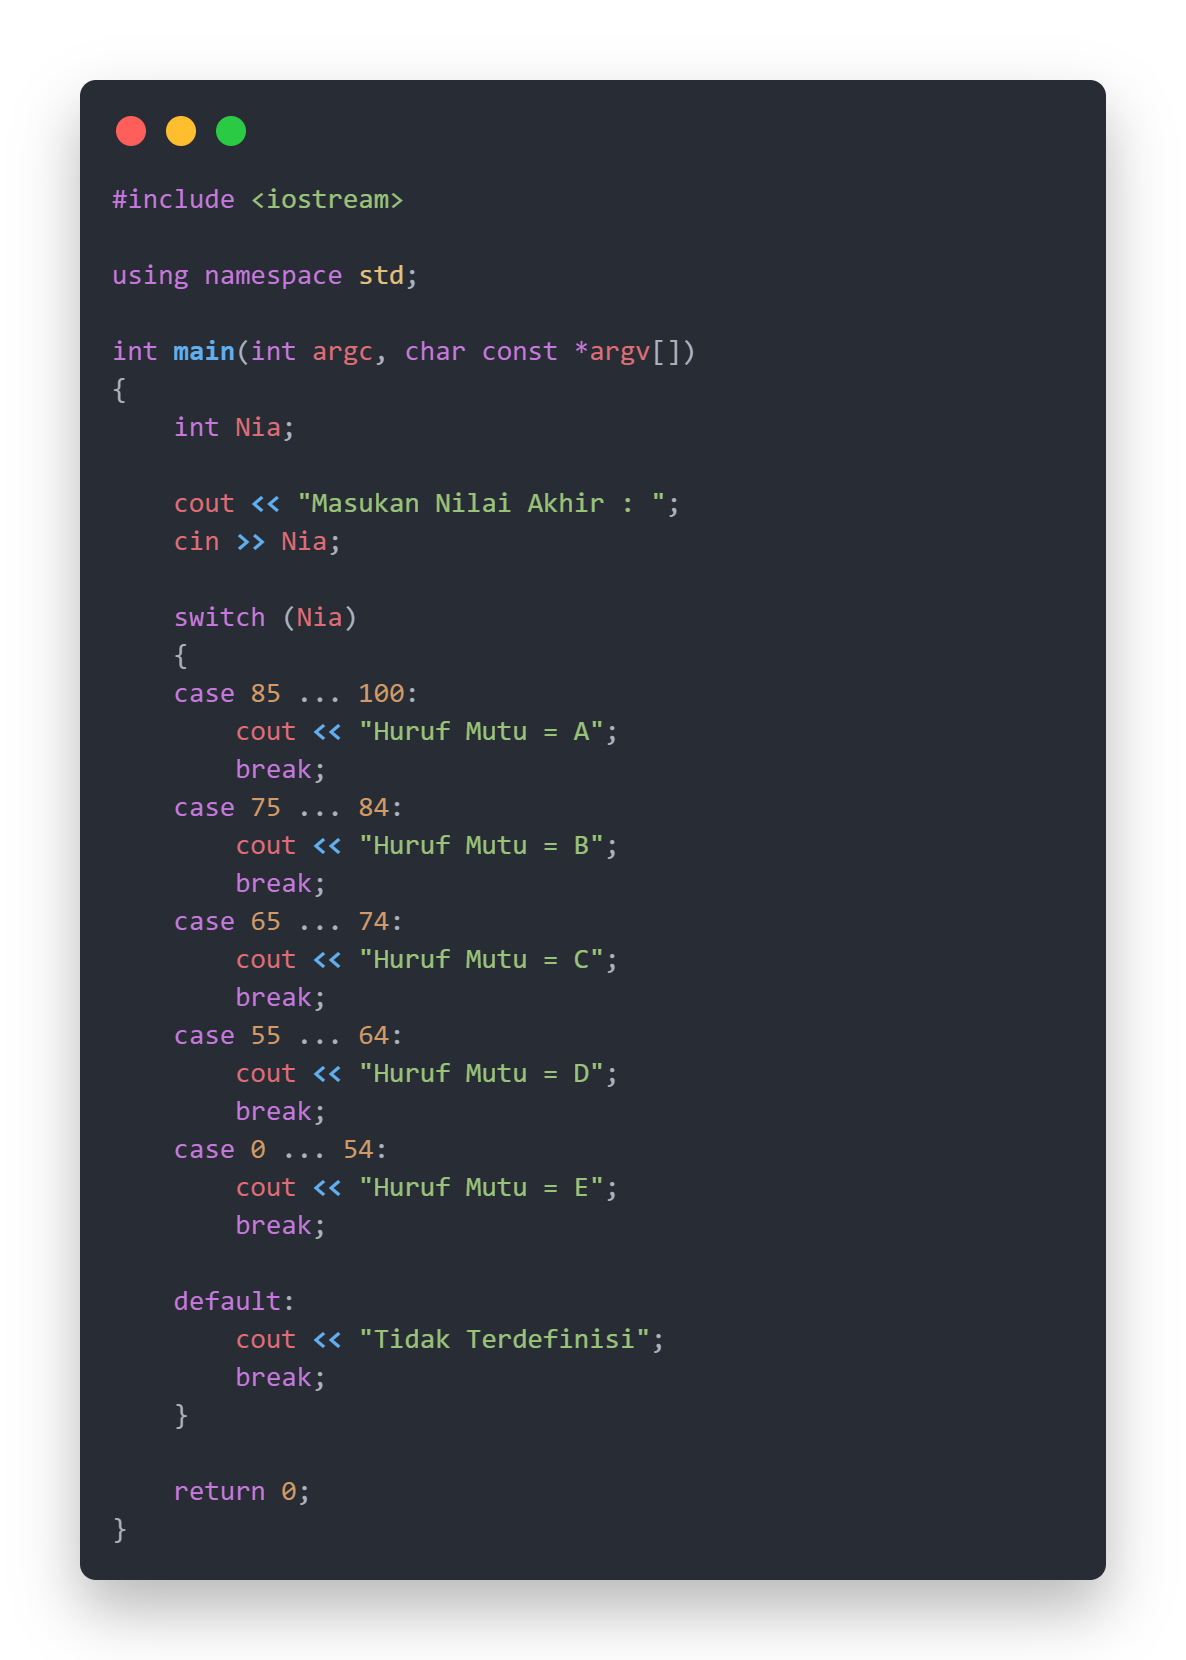 #include <iostream>

using namespace std;

int main(int argc, char const *argv[])
{
    int Nia;

    cout << "Masukan Nilai Akhir : ";
    cin >> Nia;

    switch (Nia)
    {
    case 85 ... 100:
        cout << "Huruf Mutu = A";
        break;
    case 75 ... 84:
        cout << "Huruf Mutu = B";
        break;
    case 65 ... 74:
        cout << "Huruf Mutu = C";
        break;
    case 55 ... 64:
        cout << "Huruf Mutu = D";
        break;
    case 0 ... 54:
        cout << "Huruf Mutu = E";
        break;

    default:
        cout << "Tidak Terdefinisi";
        break;
    }

    return 0;
}